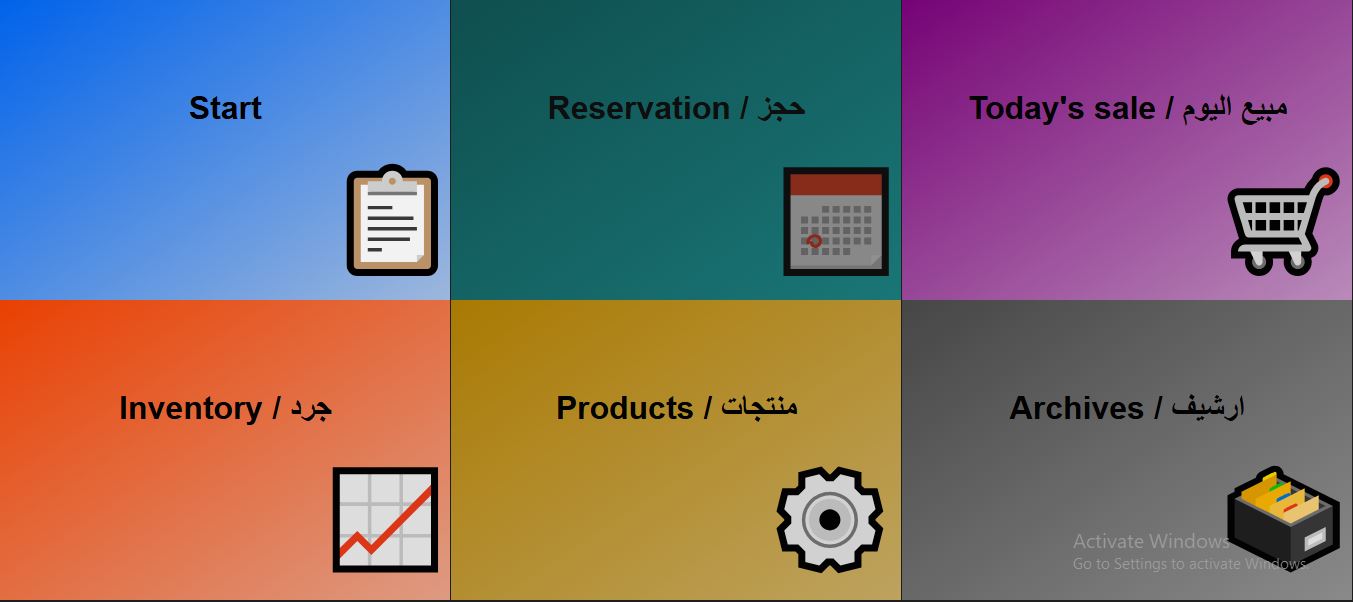 Start
Reservation / حجز
Today's sale / مبيع اليوم
Inventory / جرد
Products / منتجات
Archives / ارشيف
Activate Windows
Go to Settings to activate Windows.